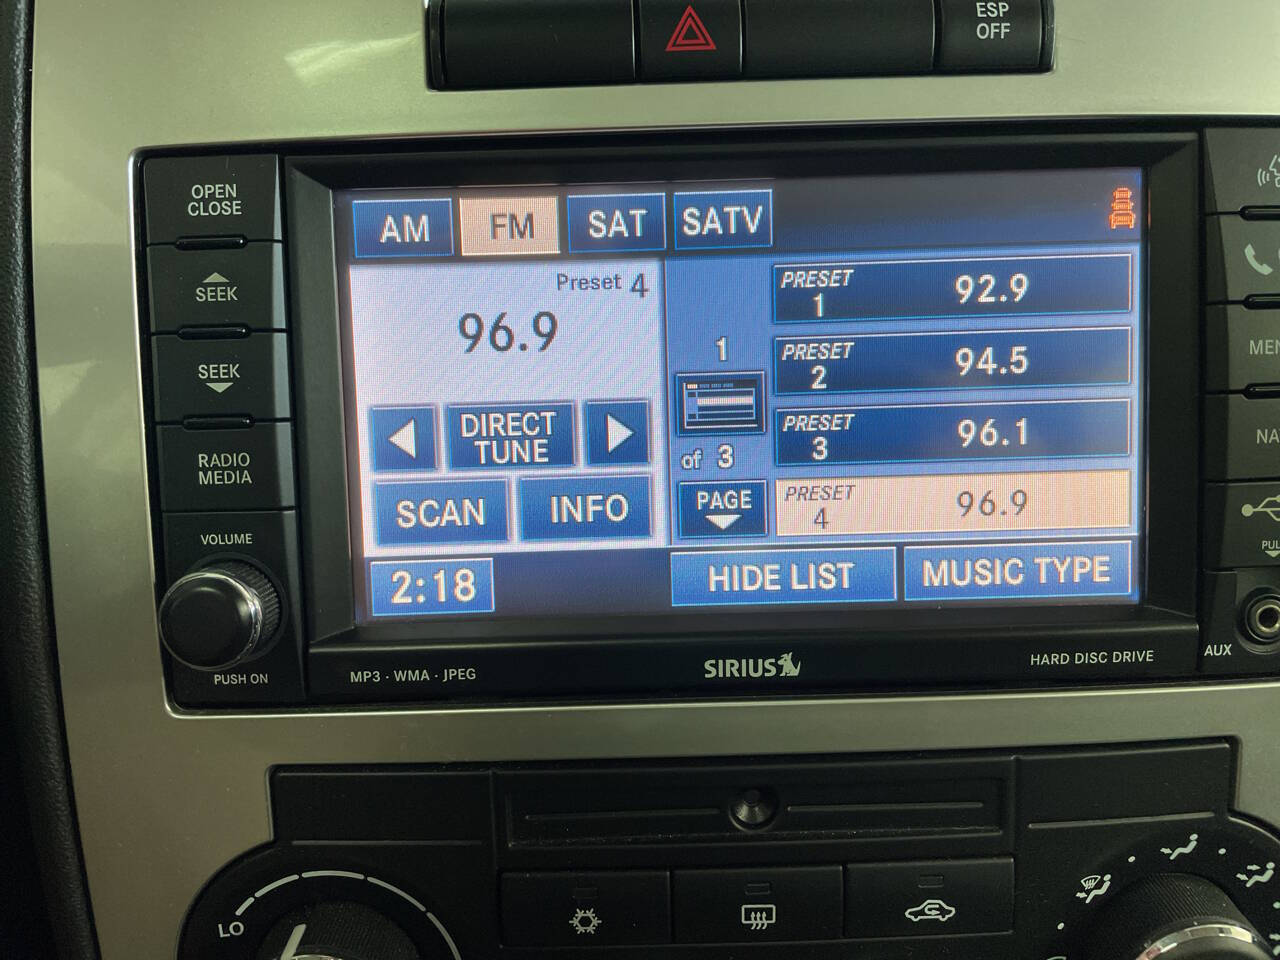 ESP
OFF
OPEN
CLOSE
SEEK
SEEK
RADIO
MEDIA
VOLUME
PUSH ON
AM
FM
SAT
SATV
Preset 4
96.9
DIRECT
TUNE
SCAN
INFO
2:18
1
of 3
PAGE
PRESET
1
92.9
PRESET
2
94.5
PRESET
3
96.1
PRESET
4
96.9
HIDE LIST
MUSIC TYPE
MP3 · WMA · JPEG
SIRIUS
HARD DISC DRIVE
AUX
LO